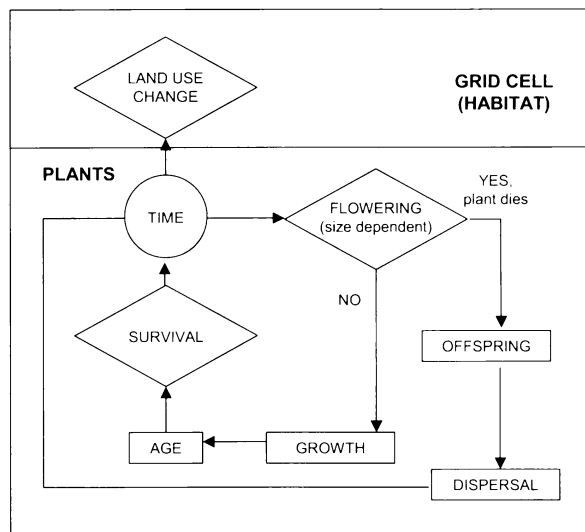 LAND USE
CHANGE
GRID CELL
(HABITAT)
PLANTS
TIME
FLOWERING
(size dependent)
YES,
plant dies
NO
SURVIVAL
OFFSPRING
AGE
GROWTH
DISPERSAL